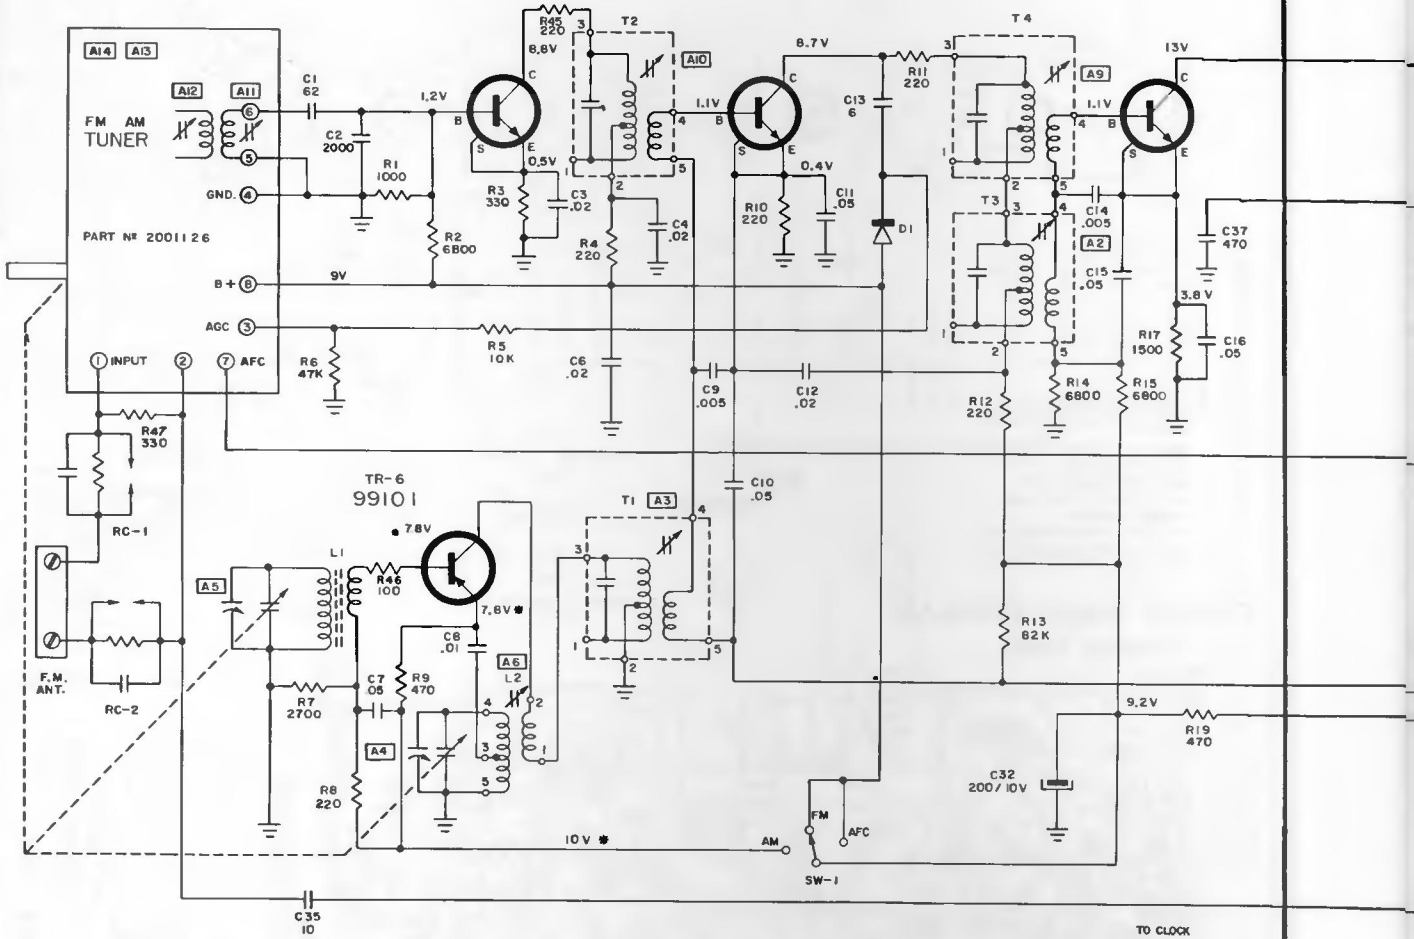 A14 A13
A12 A11
FM AM
TUNER
6
5
GND. 4
PART Nº 2001126
B+ 8
9V
AGC 3
1 INPUT
2
7 AFC
C1
62
C2
2000
R1
1000
R2
6800
1.2V
B
C
S
E
R45
220
8.8V
0.5V
R3
330
C3
.02
T2
3
1
2
4
5
A10
R4
220
C4
.02
R5
10K
R6
47K
C6
.02
1.1V
B
C
S
E
8.7V
0.4V
R10
220
C11
.05
C13
6
D1
R11
220
T4
3
1
2
4
5
A9
T3
3
4
1
2
5
A2
C14
.005
C15
.05
1.1V
B
C
S
E
13V
3.8V
R17
1500
C16
.05
C37
470
C9
.005
C12
.02
R12
220
R14
6800
R15
6800
R47
330
RC-1
F.M.
ANT.
RC-2
TR-6
99101
* 7.8V
A5
L1
R46
100
7.8V *
C8
.01
A6
L2
R9
470
C7
.05
R7
2700
A4
4
3
5
2
1
R8
220
10V *
T1 A3
3
1
2
4
5
C10
.05
R13
82K
9.2V
R19
470
C32
200/10V
AM
FM
AFC
SW-1
C35
10
TO CLOCK